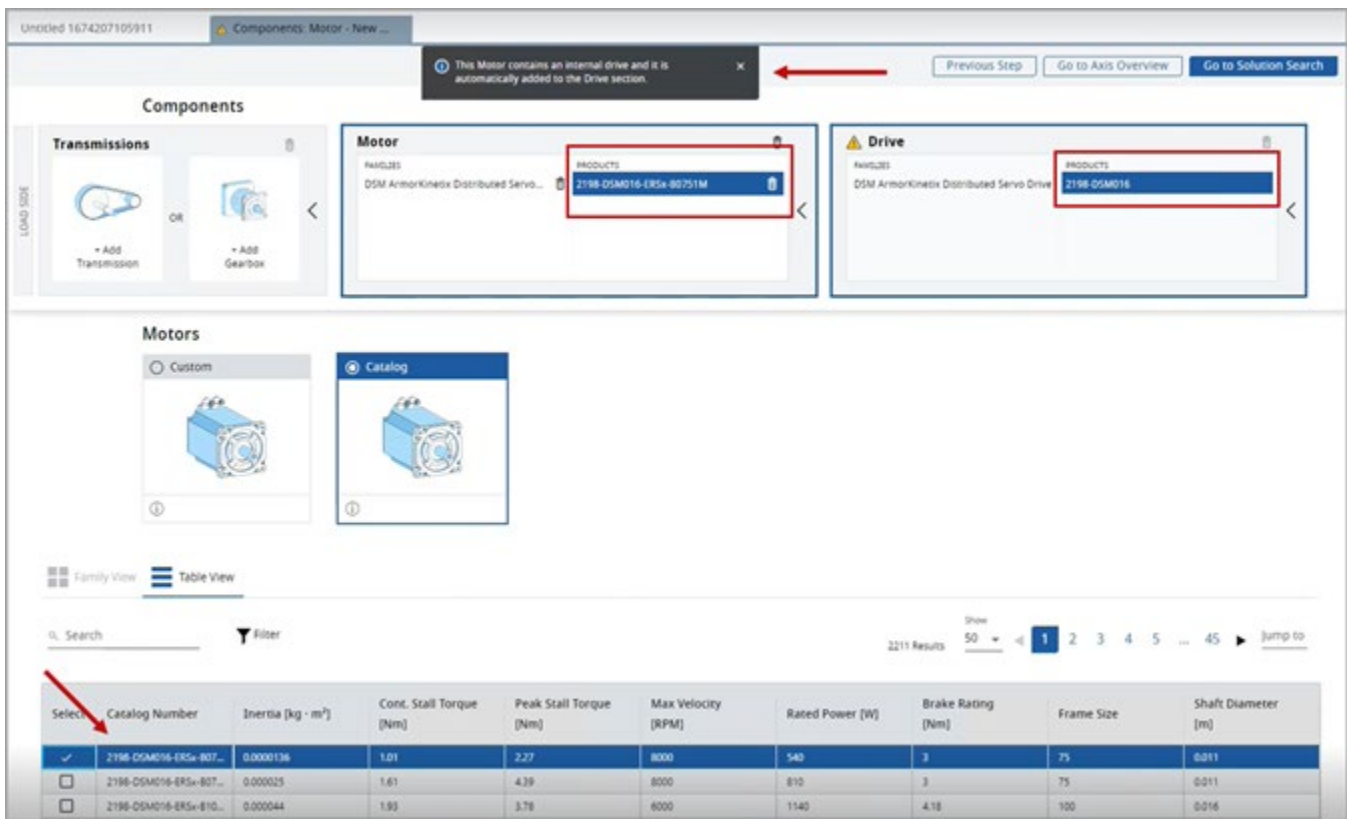 Untitled 1674207105911
Components: Motor - New ...
This Motor contains an internal drive and it is
automatically added to the Drive section.
Previous Step
Go to Axis Overview
Go to Solution Search
Components
LOAD SIDE
Transmissions
OR
+ Add
Transmission
+ Add
Gearbox
Motor
FAMILIES
DSM ArmorKinetix Distributed Servo...
PRODUCTS
2198-DSM016-ERSx-B0751M
Drive
FAMILIES
DSM ArmorKinetix Distributed Servo Drive
PRODUCTS
2198-DSM016
Motors
Custom
Catalog
Family View
Table View
Search
Filter
2211 Results
Show
50
1 2 3 4 5 ... 45
Jump to
Select Catalog Number Inertia [kg · m²] Cont. Stall Torque [Nm] Peak Stall Torque [Nm] Max Velocity [RPM] Rated Power [W] Brake Rating [Nm] Frame Size Shaft Diameter [m]
2198-DSM016-ERSx-B07... 0.0000136 1.01 2.27 8000 540 3 75 0.011
2198-DSM016-ERSx-B07... 0.000025 1.61 4.39 8000 810 3 75 0.011
2198-DSM016-ERSx-B10... 0.000044 1.93 3.78 6000 1140 4.18 100 0.016